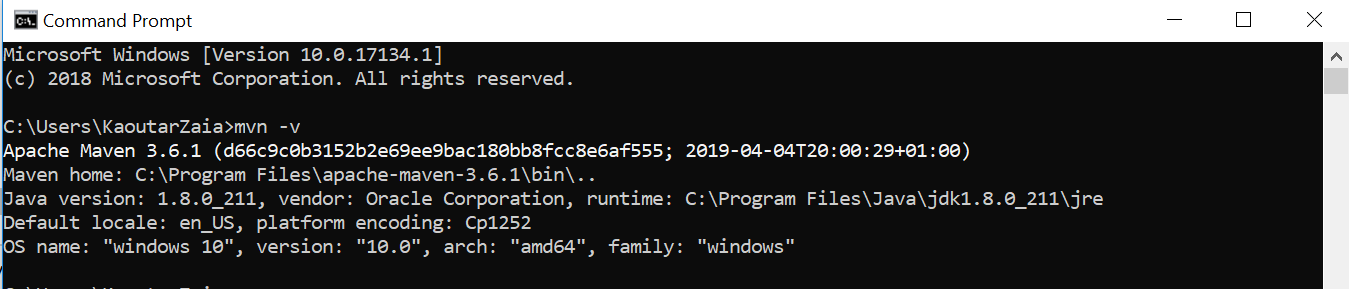 Command Prompt
Microsoft Windows [Version 10.0.17134.1]
(c) 2018 Microsoft Corporation. All rights reserved.
C:\Users\KaoutarZaia>mvn -v
Apache Maven 3.6.1 (d66c9c0b3152b2e69ee9bac180bb8fcc8e6af555; 2019-04-04T20:00:29+01:00)
Maven home: C:\Program Files\apache-maven-3.6.1\bin\..
Java version: 1.8.0_211, vendor: Oracle Corporation, runtime: C:\Program Files\Java\jdk1.8.0_211\jre
Default locale: en_US, platform encoding: Cp1252
OS name: "windows 10", version: "10.0", arch: "amd64", family: "windows"